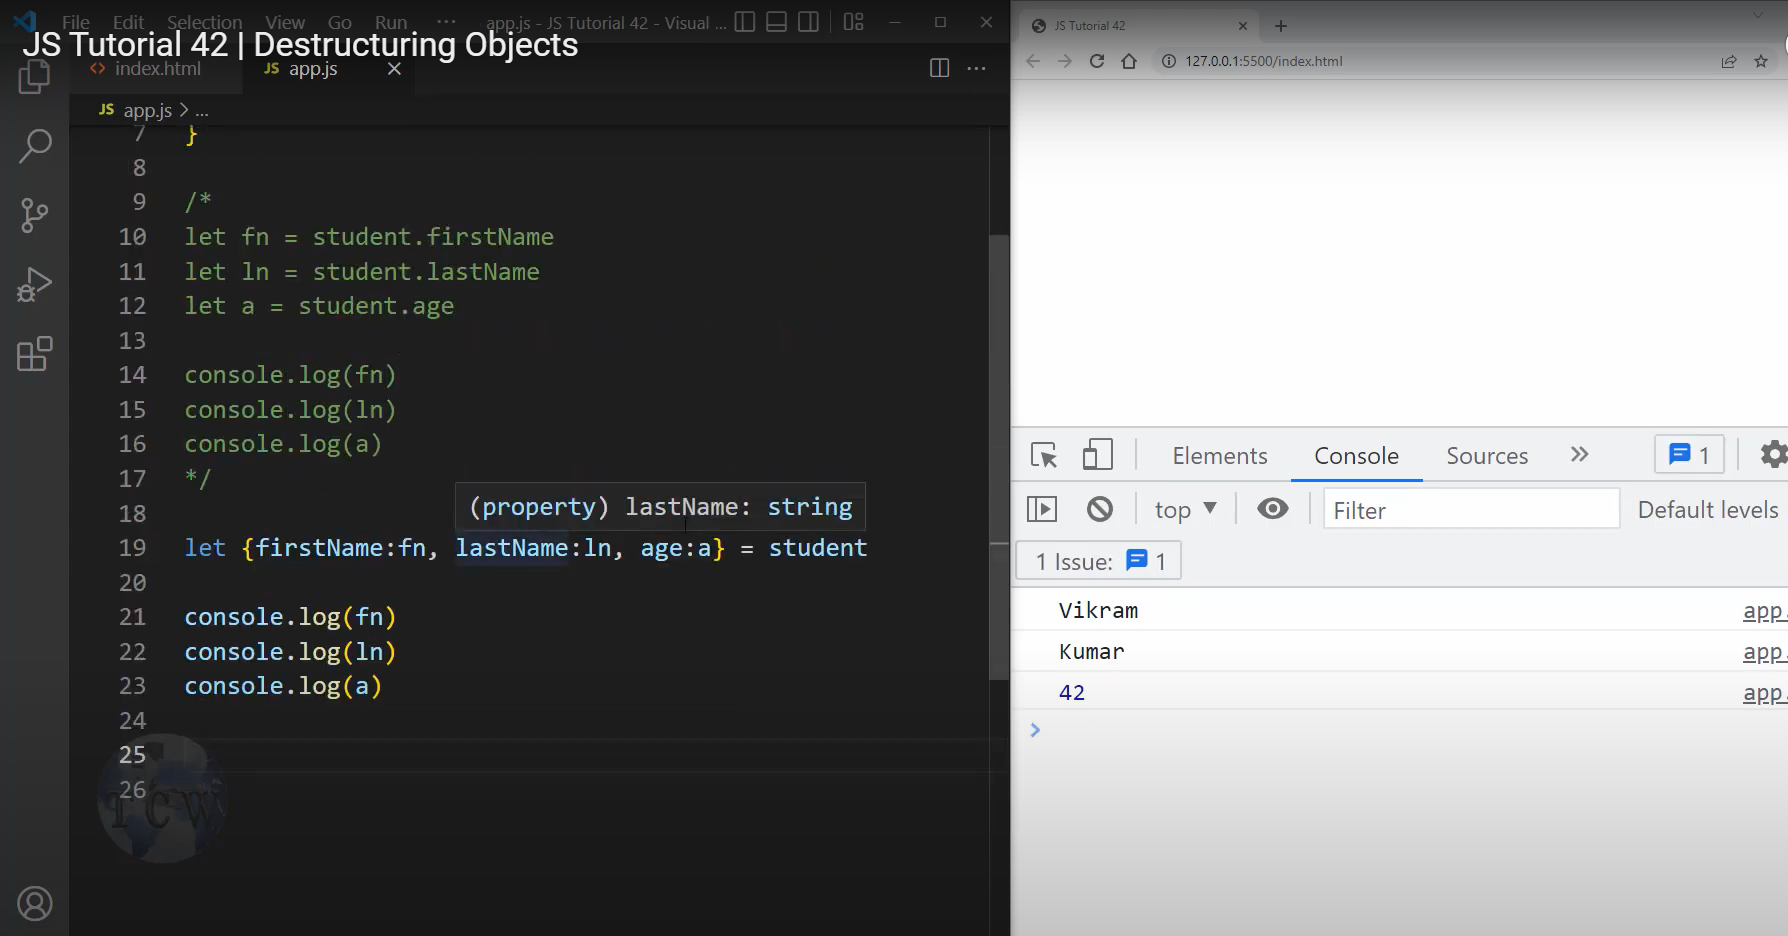 File Edit Selection View Go Run ··· app.js - JS Tutorial 42 - Visual ...
JS Tutorial 42 | Destructuring Objects
<> index.html JS app.js
JS app.js > ...
7 }
8
9 /*
10 let fn = student.firstName
11 let ln = student.lastName
12 let a = student.age
13
14 console.log(fn)
15 console.log(ln)
16 console.log(a)
17 */
18
(property) lastName: string
19 let {firstName:fn, lastName:ln, age:a} = student
20
21 console.log(fn)
22 console.log(ln)
23 console.log(a)
24
25
26
TCW
JS Tutorial 42
127.0.0.1:5500/index.html
Elements Console Sources >> 1
top Filter Default levels
1 Issue: 1
Vikram app.
Kumar app.
42 app.
>